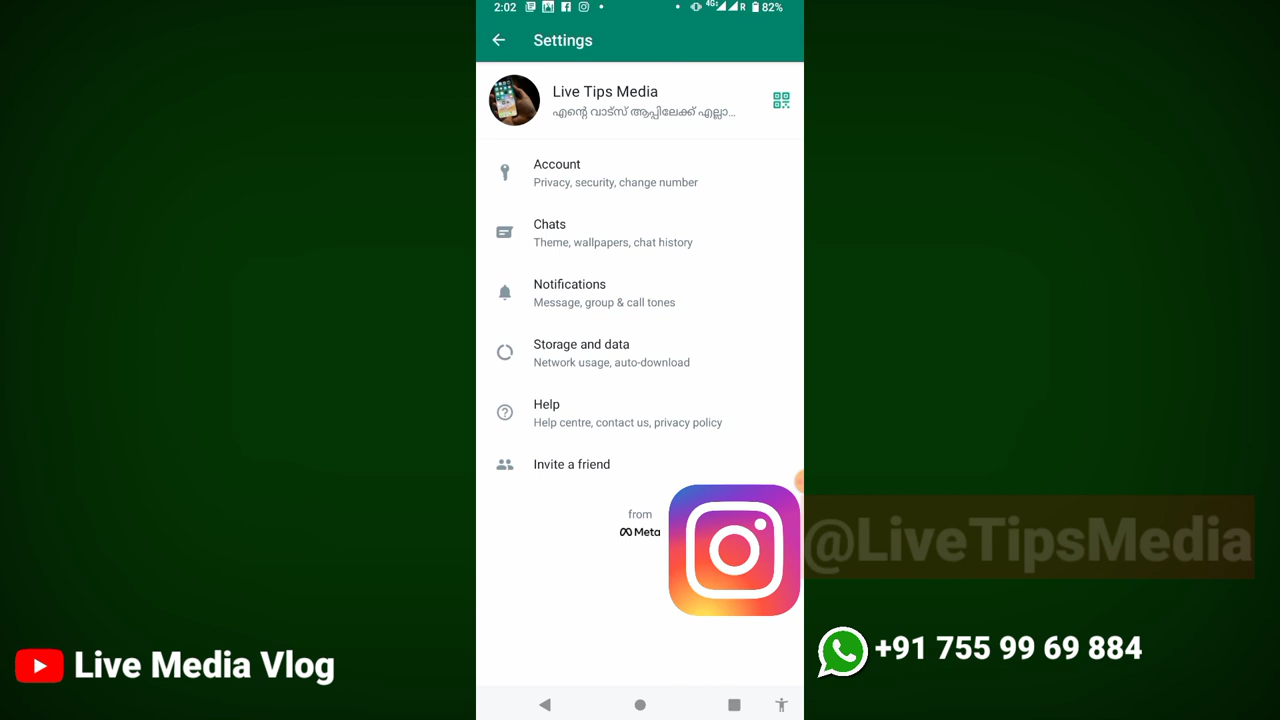 2:02
4G
R
82%
Settings
Live Tips Media
എന്റെ വാട്സ് ആപ്പിലേക്ക് എല്ലാ...
Account
Privacy, security, change number
Chats
Theme, wallpapers, chat history
Notifications
Message, group & call tones
Storage and data
Network usage, auto-download
Help
Help centre, contact us, privacy policy
Invite a friend
from
Meta
@LiveTipsMedia
Live Media Vlog
+91 755 99 69 884